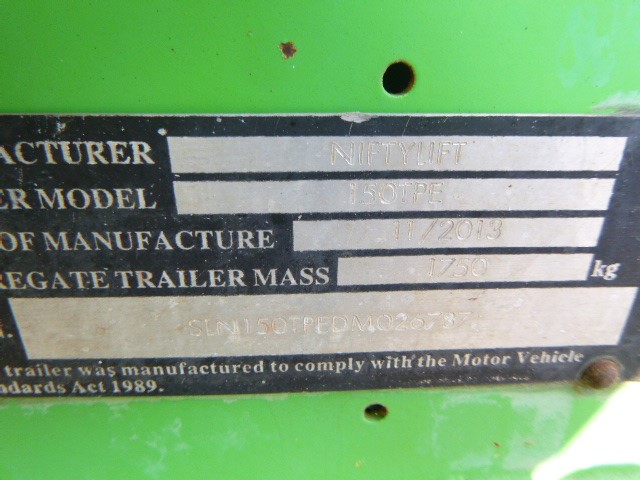 ACTURER NIFTYLIFT
ER MODEL 150TPE
OF MANUFACTURE 11/2013
REGATE TRAILER MASS 1750 kg
trailer was manufactured to comply with the Motor Vehicle
ndards Act 1989.